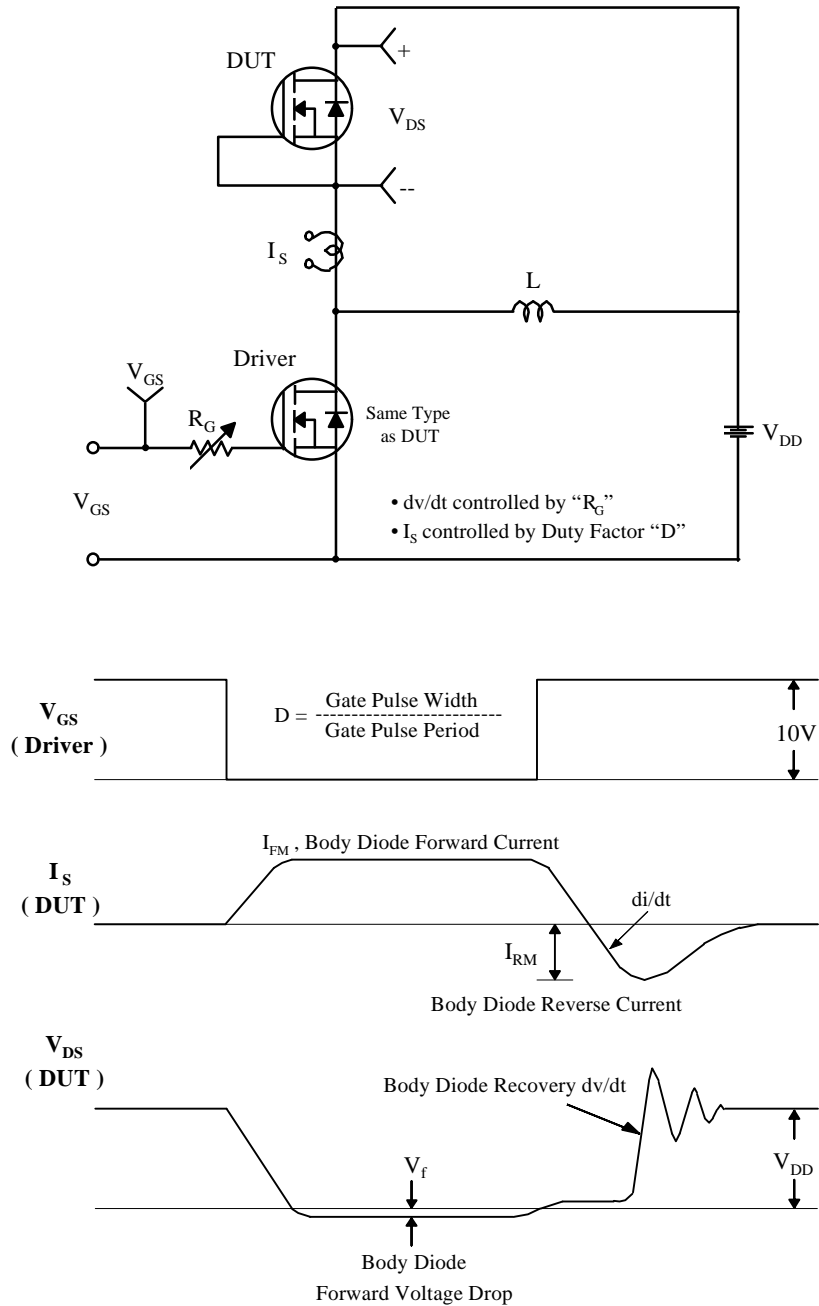 DUT
+
V_DS
--
I_S
L
Driver
V_GS
R_G
Same Type
as DUT
V_DD
V_GS
• dv/dt controlled by “R_G”
• I_S controlled by Duty Factor “D”
V_GS
( Driver )
D = Gate Pulse Width
--------------------------
Gate Pulse Period
10V
I_FM , Body Diode Forward Current
I_S
( DUT )
di/dt
I_RM
Body Diode Reverse Current
V_DS
( DUT )
Body Diode Recovery dv/dt
V_f
V_DD
Body Diode
Forward Voltage Drop